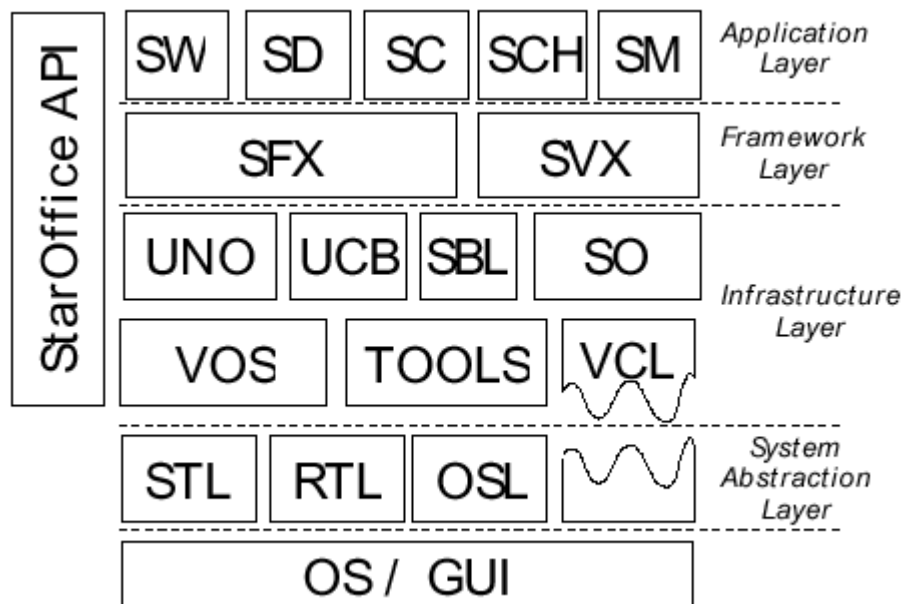 StarOffice API
SW SD SC SCH SM
Application
Layer
SFX SVX
Framework
Layer
UNO UCB SBL SO
Infrastructure
Layer
VOS TOOLS VCL
STL RTL OSL
System
Abstraction
Layer
OS / GUI